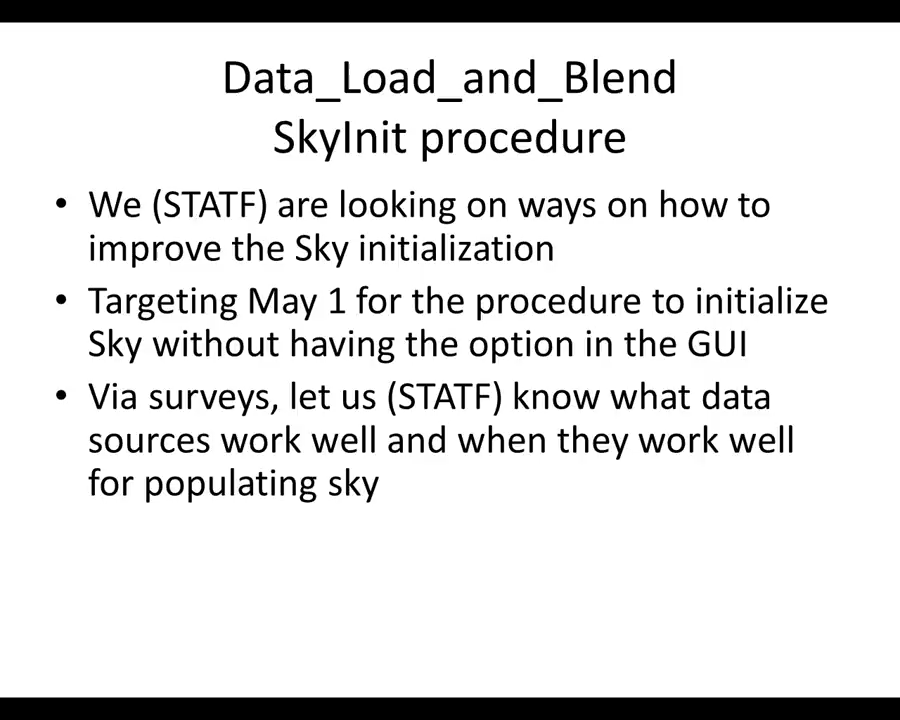 Data_Load_and_Blend
SkyInit procedure
• We (STATF) are looking on ways on how to
improve the Sky initialization
• Targeting May 1 for the procedure to initialize
Sky without having the option in the GUI
• Via surveys, let us (STATF) know what data
sources work well and when they work well
for populating sky